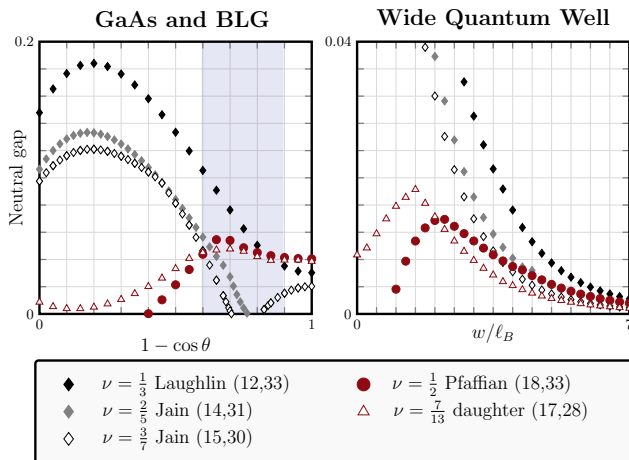 GaAs and BLG
Wide Quantum Well
0.2
0.04
Neutral gap
0
0
0
1
0
7
1 − cos θ
w/ℓ_B
ν = 1/3 Laughlin (12,33)
ν = 2/5 Jain (14,31)
ν = 3/7 Jain (15,30)
ν = 1/2 Pfaffian (18,33)
ν = 7/13 daughter (17,28)